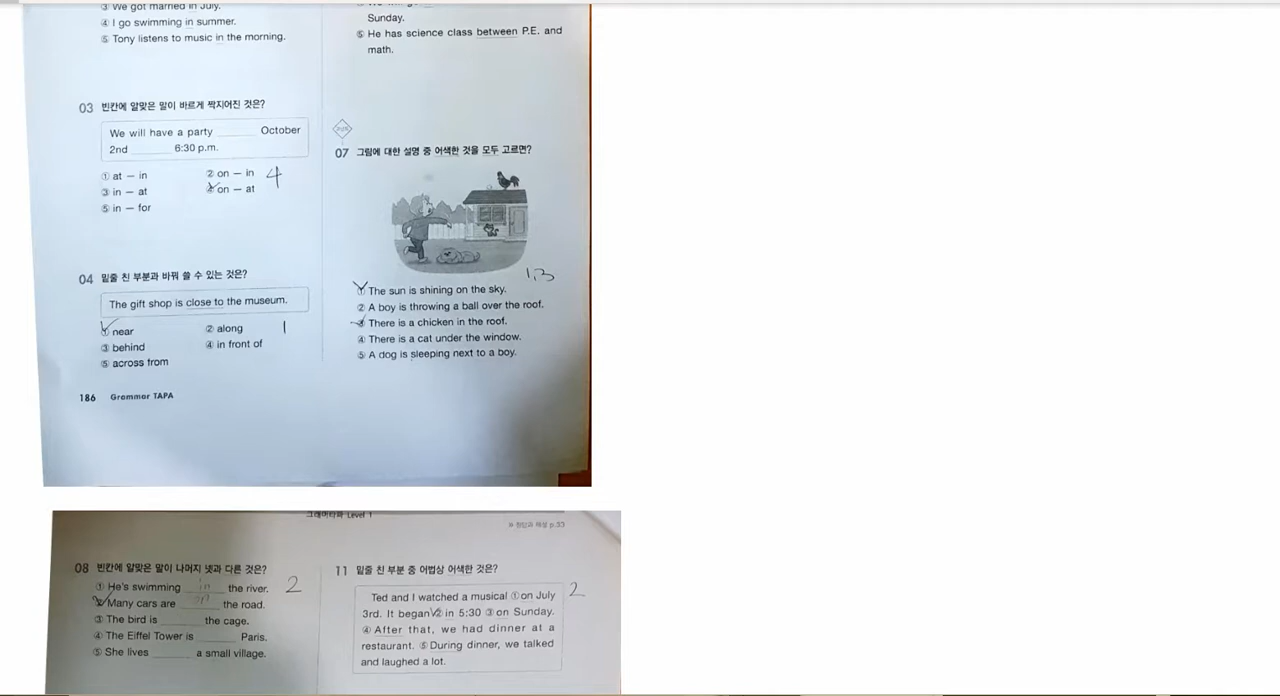 ③ We got married in July.
④ I go swimming in summer.
⑤ Tony listens to music in the morning.
Sunday.
⑤ He has science class between P.E. and
math.
03 빈칸에 알맞은 말이 바르게 짝지어진 것은?
We will have a party ______ October
2nd ______ 6:30 p.m.
① at – in
② on – in
③ in – at
④ on – at
⑤ in – for
4
04 밑줄 친 부분과 바꿔 쓸 수 있는 것은?
The gift shop is close to the museum.
① near
② along
③ behind
④ in front of
⑤ across from
1
186 Grammar TAPA
07 그림에 대한 설명 중 어색한 것을 모두 고르면?
1,3
① The sun is shining on the sky.
② A boy is throwing a ball over the roof.
③ There is a chicken in the roof.
④ There is a cat under the window.
⑤ A dog is sleeping next to a boy.
그래머타파 Level 1
» 정답과 해설 p.33
08 빈칸에 알맞은 말이 나머지 넷과 다른 것은?
① He's swimming in the river.
② Many cars are on the road.
③ The bird is ______ the cage.
④ The Eiffel Tower is ______ Paris.
⑤ She lives ______ a small village.
2
11 밑줄 친 부분 중 어법상 어색한 것은?
Ted and I watched a musical ①on July
3rd. It began ② in 5:30 ③ on Sunday.
④ After that, we had dinner at a
restaurant. ⑤ During dinner, we talked
and laughed a lot.
2